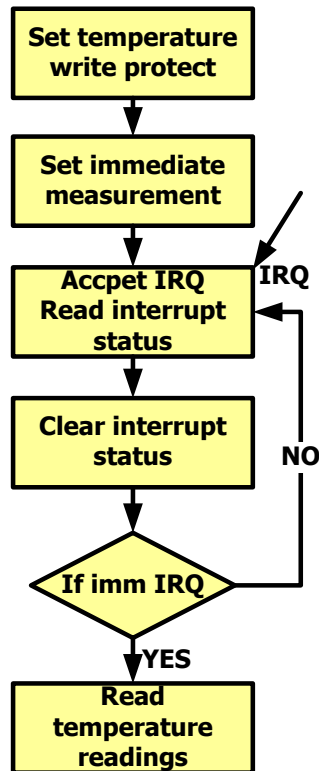 Set temperature
write protect
Set immediate
measurement
IRQ
Accpet IRQ
Read interrupt
status
Clear interrupt
status
NO
If imm IRQ
YES
Read
temperature
readings